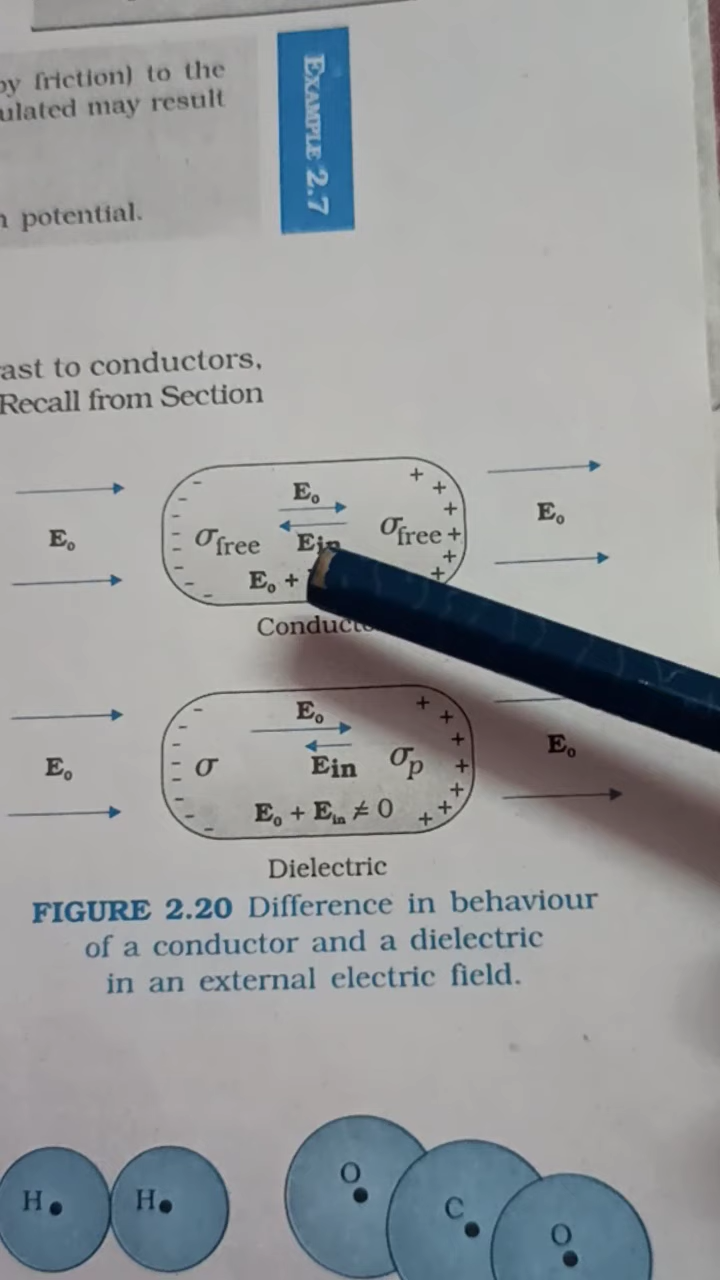 by friction) to the
ulated may result
EXAMPLE 2.7
potential.
ast to conductors,
Recall from Section
- - - - - - - -
+ + + + + +
E₀
E₀
E₀
σfree
Ein
σfree
E₀ +
E₀
+ + + + + + +
E₀
E₀
σ
Ein
σp
E₀ + Ein ≠ 0
Dielectric
FIGURE 2.20 Difference in behaviour
of a conductor and a dielectric
in an external electric field.
O
H
H
C
O